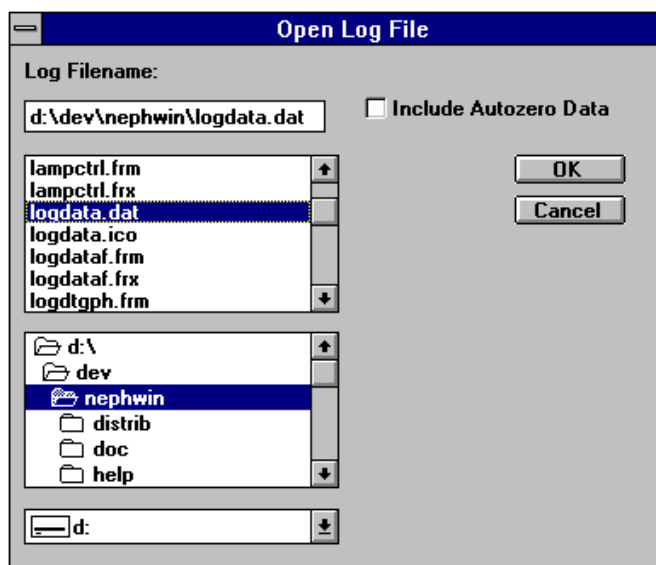 Open Log File
Log Filename:
d:\dev\nephwin\logdata.dat
Include Autozero Data
lampctrl.frm
lampctrl.frx
logdata.dat
logdata.ico
logdataf.frm
logdataf.frx
logdtgph.frm
OK
Cancel
d:\
dev
nephwin
distrib
doc
help
d: